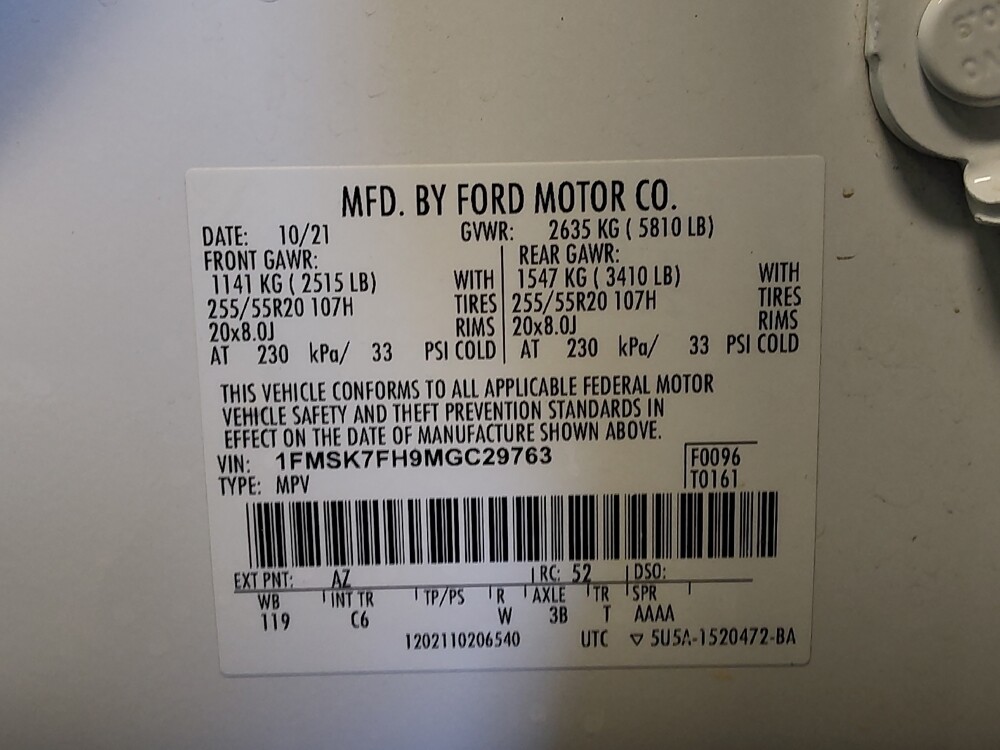 MFD. BY FORD MOTOR CO.
DATE: 10/21 GVWR: 2635 KG ( 5810 LB)
FRONT GAWR: REAR GAWR:
1141 KG ( 2515 LB) WITH 1547 KG ( 3410 LB) WITH
255/55R20 107H TIRES 255/55R20 107H TIRES
20x8.0J RIMS 20x8.0J RIMS
AT 230 kPa/ 33 PSI COLD AT 230 kPa/ 33 PSI COLD
THIS VEHICLE CONFORMS TO ALL APPLICABLE FEDERAL MOTOR
VEHICLE SAFETY AND THEFT PREVENTION STANDARDS IN
EFFECT ON THE DATE OF MANUFACTURE SHOWN ABOVE.
VIN: 1FMSK7FH9MGC29763 F0096
TYPE: MPV T0161
EXT PNT: AZ RC: 52 DSO:
WB INT TR TP/PS R AXLE TR SPR
119 C6 W 3B T AAAA
1202110206540 UTC ▽ 5U5A-1520472-BA